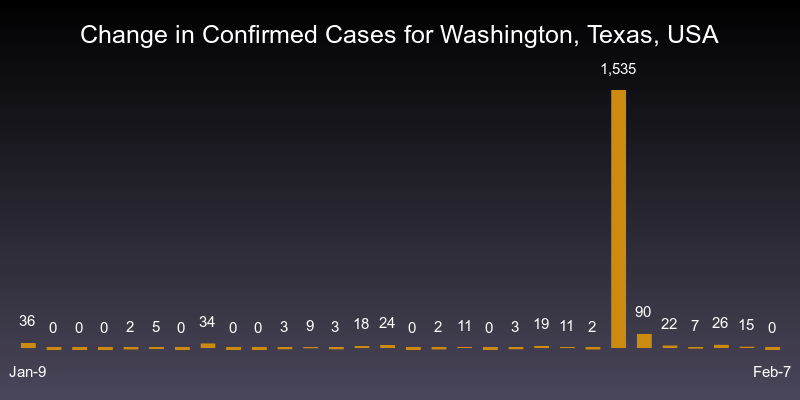 Change in Confirmed Cases for Washington, Texas, USA
1,535
36 0 0 0 2 5 0 34 0 0 3 9 3 18 24 0 2 11 0 3 19 11 2 90 22 7 26 15 0
Jan-9 Feb-7